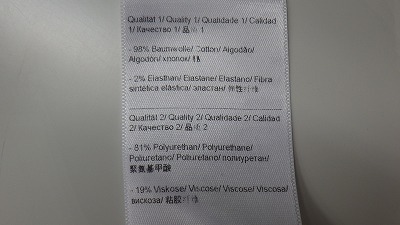 Qualität 1/ Quality 1/ Qualidade 1/ Calidad
1/ Качество 1/ 品项 1
- 98% Baumwolle/ Cotton/ Algodão/
Algodón/ хлопок/ 棉
- 2% Elasthan/ Elastane/ Elastano/ Fibra
sintética elástica/ эластан/ 弹性纤维
Qualität 2/ Quality 2/ Qualidade 2/ Calidad
2/ Качество 2/ 品项 2
- 81% Polyurethan/ Polyurethane/
Poliuretano/ Poliuretano/ полиуретан/
聚氨基甲酸
- 19% Viskose/ Viscose/ Viscose/ Viscosa/
вискоза/ 粘胶纤维